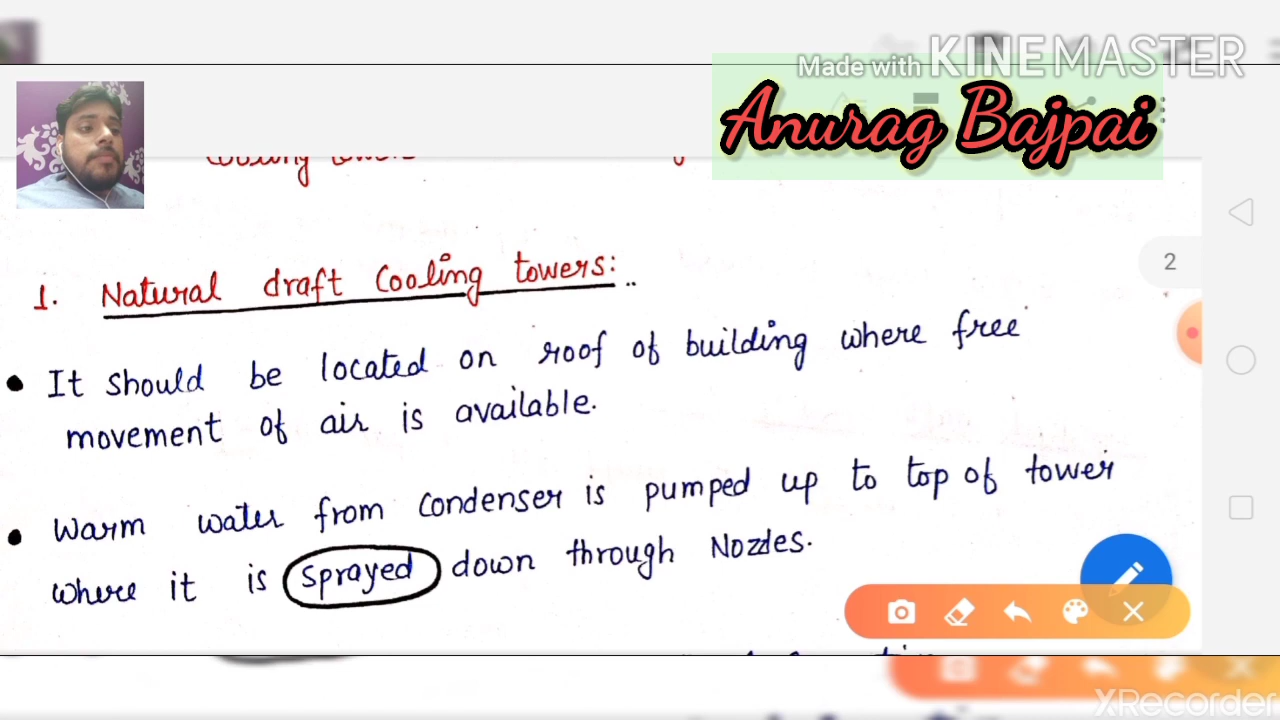 Made with KINEMASTER
Anurag Bajpai
Cooling towers
2
1. Natural draft Cooling towers:
• It should be located on roof of building where free
movement of air is available.
• Warm water from Condenser is pumped up to top of tower
where it is sprayed down through Nozzles.
XRecorder